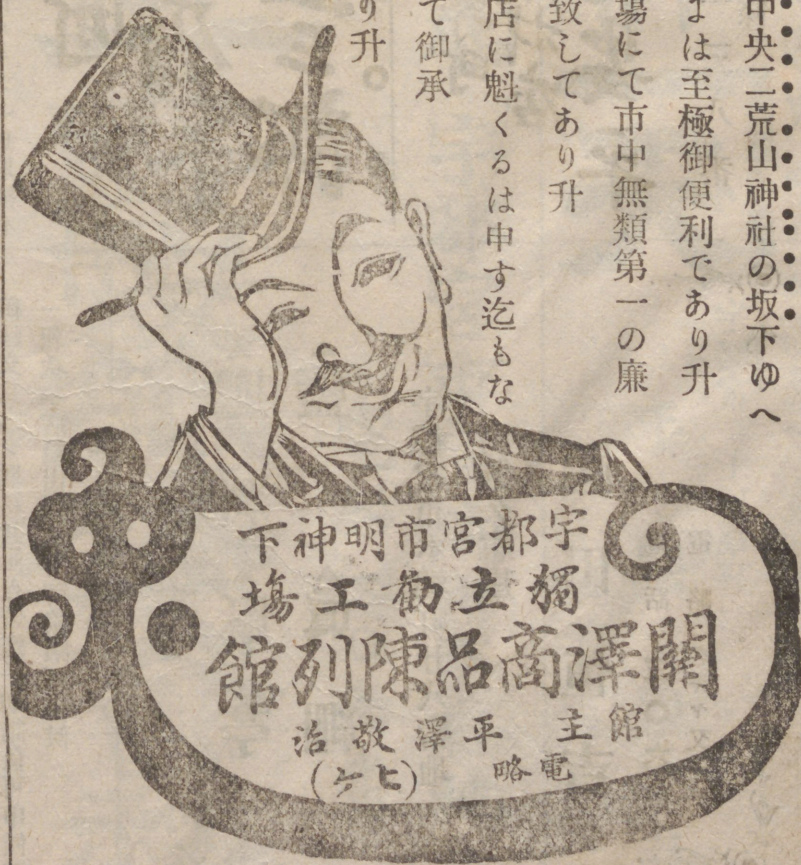 中央二荒山神社の坂下ゆへ
は至極御便利であり升
場にて市中無類第一の廉
致してあり升
店に魁くるは申す迄もな
て御承
り升
宇都宮市明神下
獨立勧工塲
關澤商品陳列館
館主 平澤敬治
電略(ヒケ)